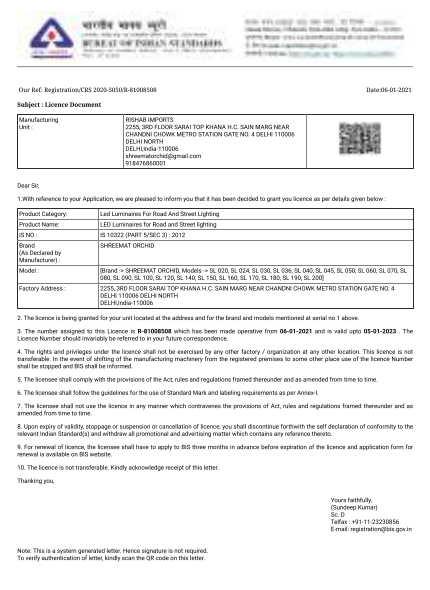 भारतीय मानक ब्यूरो
BUREAU OF INDIAN STANDARDS
Our Ref: Registration/CRS 2020-5050/R-81008508 Date:06-01-2021
Subject : Licence Document
Manufacturing
Unit :
RISHAB IMPORTS
2255, 3RD FLOOR SARAI TOP KHANA H.C. SAIN MARG NEAR
CHANDNI CHOWK METRO STATION GATE NO. 4 DELHI 110006
DELHI NORTH
DELHI,India-110006
shreematorchid@gmail.com
918476860001
Dear Sir,
1.With reference to your Application, we are pleased to inform you that it has been decided to grant you licence as per details given below :
Product Category: Led Luminaires For Road And Street Lighting
Product Name: LED Luminaires for Road and Street lighting
IS NO : IS 10322 (PART 5/SEC 3) : 2012
Brand
(As Declared by
Manufacturer) :
SHREEMAT ORCHID
Model : [Brand -> SHREEMAT ORCHID, Models -> SL 020, SL 024, SL 030, SL 036, SL 040, SL 045, SL 050, SL 060, SL 070, SL
080, SL 090, SL 100, SL 120, SL 140, SL 150, SL 160, SL 170, SL 180, SL 190, SL 200]
Factory Address : 2255, 3RD FLOOR SARAI TOP KHANA H.C. SAIN MARG NEAR CHANDNI CHOWK METRO STATION GATE NO. 4
DELHI 110006 DELHI NORTH
DELHI,India-110006
2. The licence is being granted for your unit located at the address and for the brand and models mentioned at serial no 1 above.
3. The number assigned to this Licence is R-81008508 which has been made operative from 06-01-2021 and is valid upto 05-01-2023 . The
Licence Number should invariably be referred to in your future correspondence.
4. The rights and privileges under the licence shall not be exercised by any other factory / organization at any other location. This licence is not
transferable. In the event of shifting of the manufacturing machinery from the registered premises to some other place use of the licence Number
shall be stopped and BIS shall be informed.
5. The licensee shall comply with the provisions of the Act, rules and regulations framed thereunder and as amended from time to time.
6. The licensee shall follow the guidelines for the use of Standard Mark and labeling requirements as per Annex-I.
7. The licensee shall not use the licence in any manner which contravenes the provisions of Act, rules and regulations framed thereunder and as
amended from time to time.
8. Upon expiry of validity, stoppage or suspension or cancellation of licence, you shall discontinue forthwith the self declaration of conformity to the
relevant Indian Standard(s) and withdraw all promotional and advertising matter which contains any reference thereto.
9. For renewal of licence, the licensee shall have to apply to BIS three months in advance before expiration of the licence and application form for
renewal is available on BIS website.
10. The licence is not transferable. Kindly acknowledge receipt of this letter.
Thanking you,
Yours faithfully,
(Sundeep Kumar)
Sc. D
Telfax : +91-11-23230856
E-mail: registration@bis.gov.in
Note: This is a system generated letter. Hence signature is not required.
To verify authentication of letter, kindly scan the QR code on this letter.